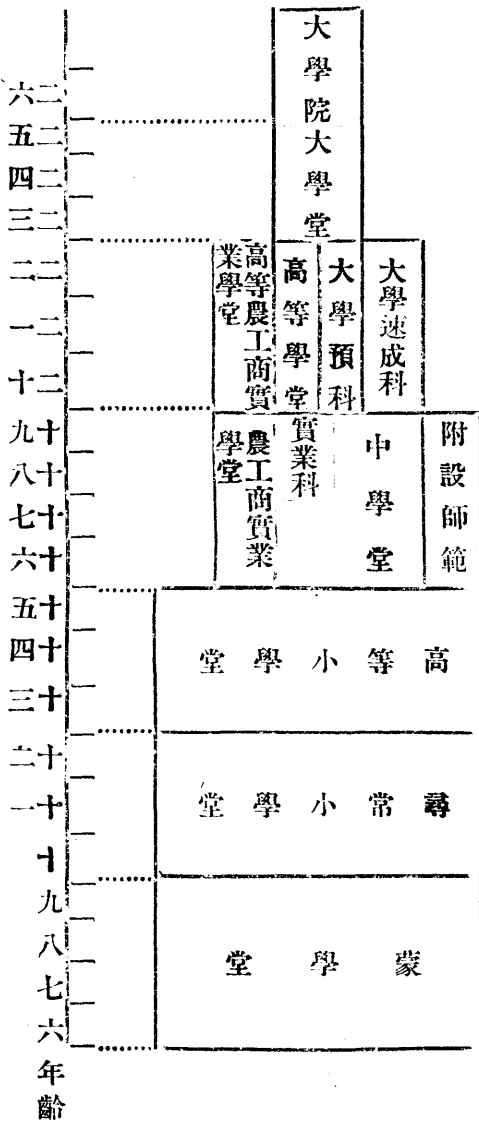 大學院
大學堂
大學速成科
大學預科
高等學堂
高等農工商實
業學堂
附設師範
中學堂
實業科
農工商實業
學堂
高等小學堂
尋常小學堂
蒙學堂
二六
二五
二四
二三
二二
二一
二十
十九
十八
十七
十六
十五
十四
十三
十二
十一
十
九
八
七
六
年齡